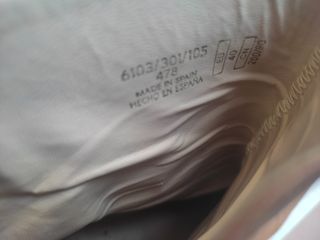 6103/301/105
478
MADE IN SPAIN
HECHO EN ESPAÑA
40